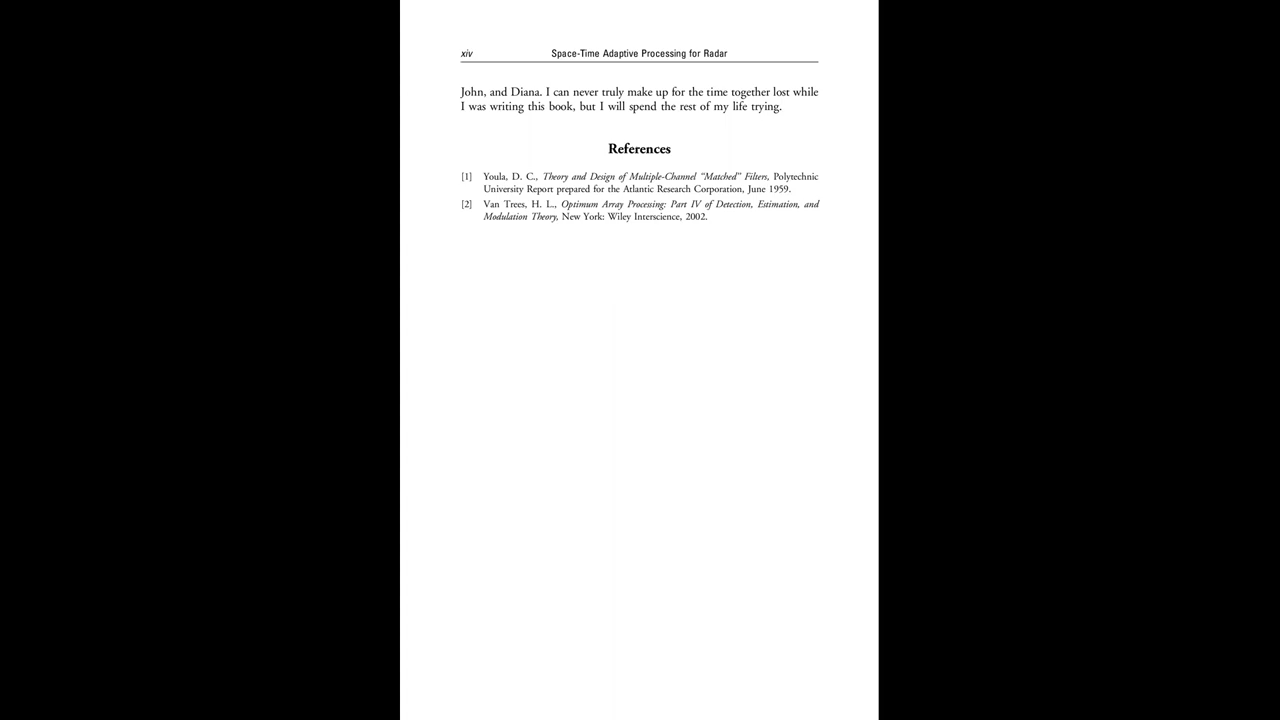 xiv Space-Time Adaptive Processing for Radar
John, and Diana. I can never truly make up for the time together lost while
I was writing this book, but I will spend the rest of my life trying.
References
[1] Youla, D. C., Theory and Design of Multiple-Channel “Matched” Filters, Polytechnic
University Report prepared for the Atlantic Research Corporation, June 1959.
[2] Van Trees, H. L., Optimum Array Processing: Part IV of Detection, Estimation, and
Modulation Theory, New York: Wiley Interscience, 2002.